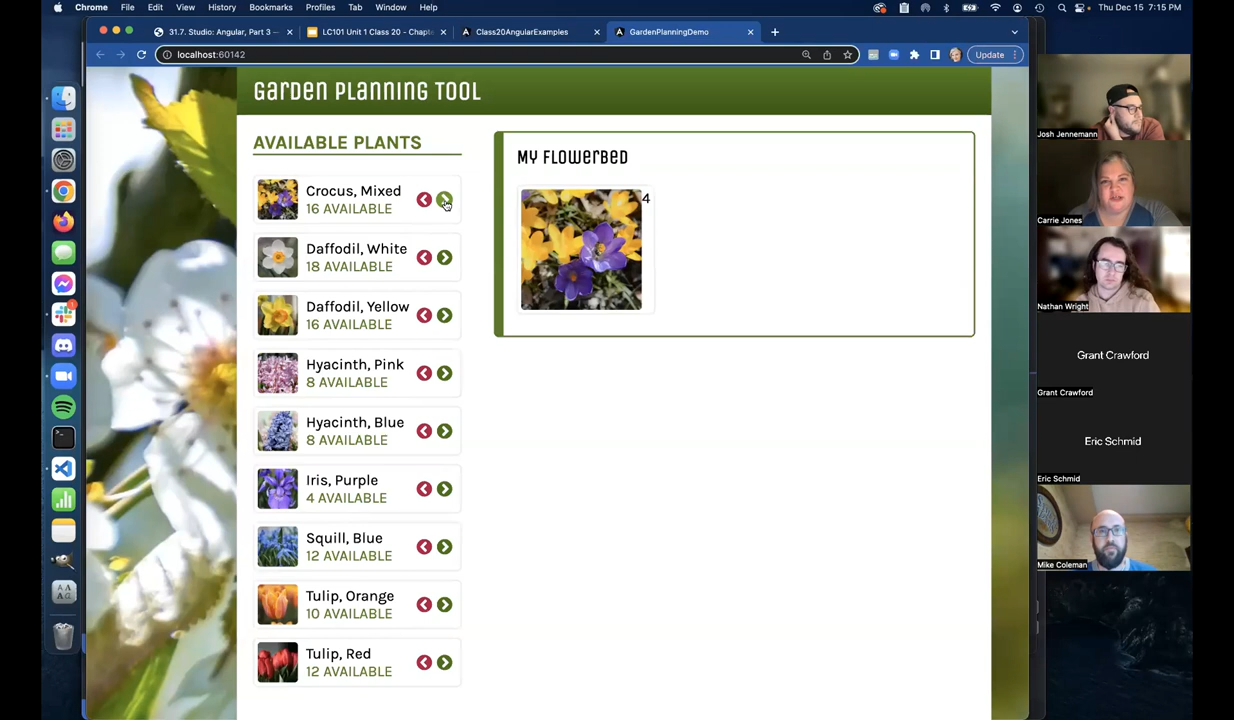 Chrome File Edit View History Bookmarks Profiles Tab Window Help
Thu Dec 15 7:15 PM
31.7. Studio: Angular, Part 3 —
LC101 Unit 1 Class 20 - Chapte
Class20AngularExamples
GardenPlanningDemo
localhost:60142
Update
Garden Planning Tool
AVAILABLE PLANTS
Crocus, Mixed
16 AVAILABLE
Daffodil, White
18 AVAILABLE
Daffodil, Yellow
16 AVAILABLE
Hyacinth, Pink
8 AVAILABLE
Hyacinth, Blue
8 AVAILABLE
Iris, Purple
4 AVAILABLE
Squill, Blue
12 AVAILABLE
Tulip, Orange
10 AVAILABLE
Tulip, Red
12 AVAILABLE
My Flowerbed
4
Josh Jennemann
Carrie Jones
Nathan Wright
Grant Crawford
Grant Crawford
Eric Schmid
Eric Schmid
Mike Coleman